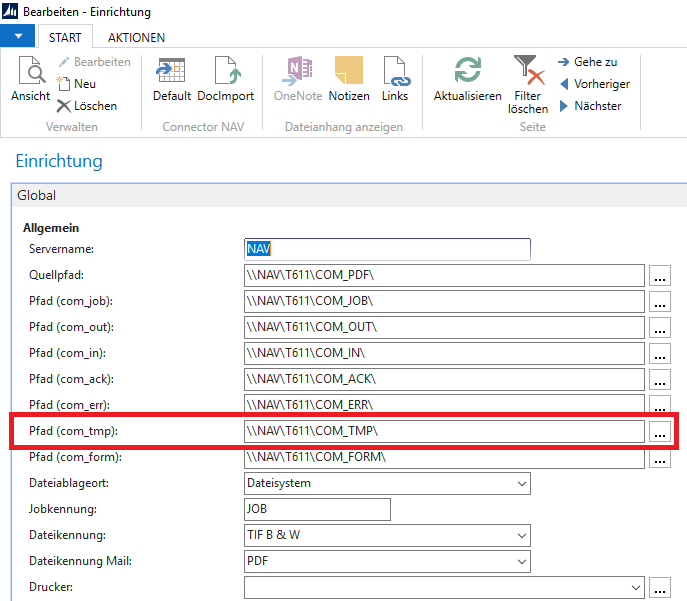 Bearbeiten - Einrichtung
START AKTIONEN
Ansicht
Bearbeiten
Neu
Löschen
Verwalten
Default DocImport
Connector NAV
OneNote Notizen Links
Dateianhang anzeigen
Aktualisieren Filter löschen
Gehe zu
Vorheriger
Nächster
Seite
Einrichtung
Global
Allgemein
Servername: NAV
Quellpfad: \\NAV\T611\COM_PDF\ ...
Pfad (com_job): \\NAV\T611\COM_JOB\ ...
Pfad (com_out): \\NAV\T611\COM_OUT\ ...
Pfad (com_in): \\NAV\T611\COM_IN\ ...
Pfad (com_ack): \\NAV\T611\COM_ACK\ ...
Pfad (com_err): \\NAV\T611\COM_ERR\ ...
Pfad (com_tmp): \\NAV\T611\COM_TMP\ ...
Pfad (com_form): \\NAV\T611\COM_FORM\ ...
Dateiablageort: Dateisystem
Jobkennung: JOB
Dateikennung: TIF B & W
Dateikennung Mail: PDF
Drucker: ...